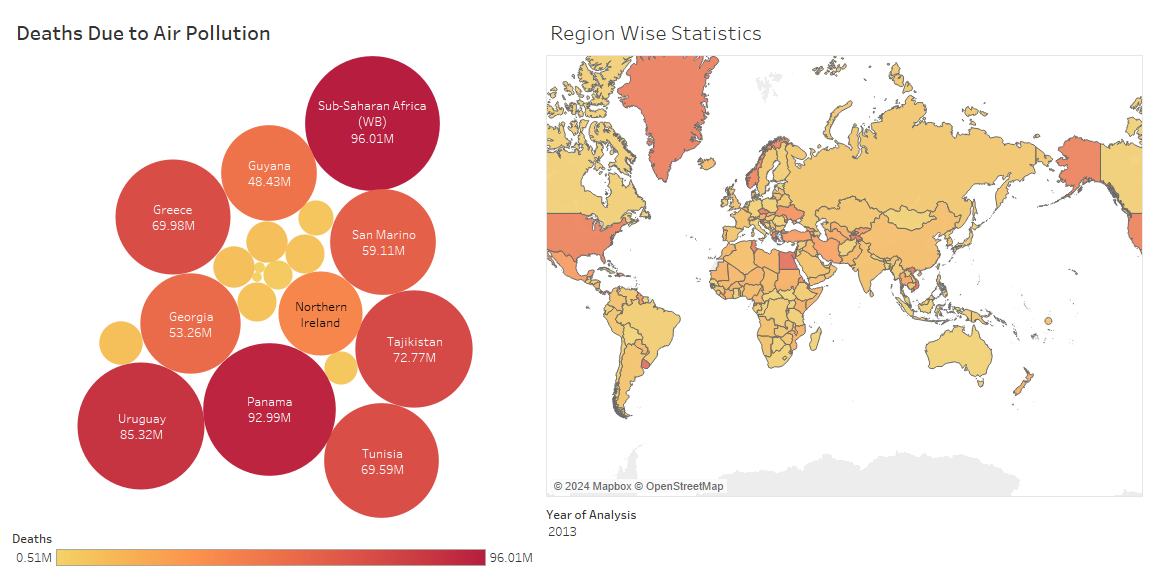 Deaths Due to Air Pollution
Region Wise Statistics
Sub-Saharan Africa
(WB)
96.01M
Guyana
48.43M
Greece
69.98M
San Marino
59.11M
Northern
Ireland
Georgia
53.26M
Tajikistan
72.77M
Panama
92.99M
Uruguay
85.32M
Tunisia
69.59M
© 2024 Mapbox © OpenStreetMap
Year of Analysis
2013
Deaths
0.51M
96.01M